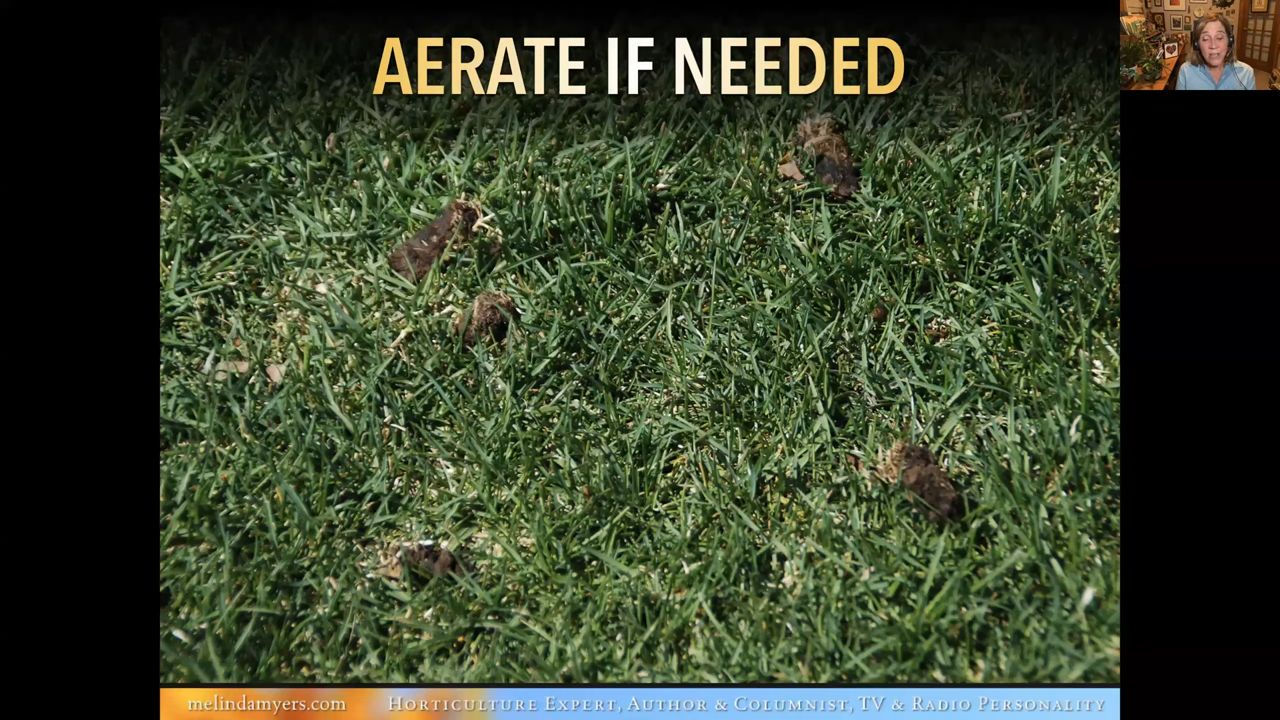 AERATE IF NEEDED
melindamyers.com HORTICULTURE EXPERT, AUTHOR & COLUMNIST, TV & RADIO PERSONALITY